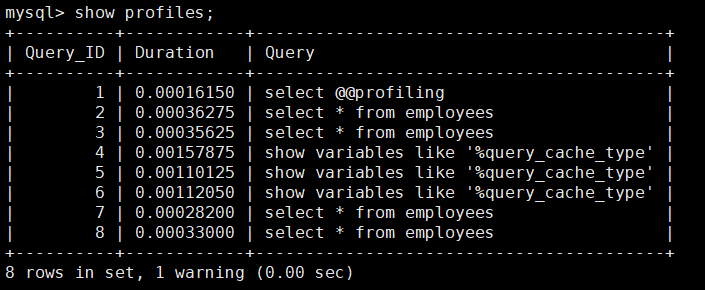 mysql> show profiles;
+----------+------------+-----------------------------------------+
| Query_ID | Duration   | Query                                   |
+----------+------------+-----------------------------------------+
|        1 | 0.00016150 | select @@profiling                      |
|        2 | 0.00036275 | select * from employees                 |
|        3 | 0.00035625 | select * from employees                 |
|        4 | 0.00157875 | show variables like '%query_cache_type' |
|        5 | 0.00110125 | show variables like '%query_cache_type' |
|        6 | 0.00112050 | show variables like '%query_cache_type' |
|        7 | 0.00028200 | select * from employees                 |
|        8 | 0.00033000 | select * from employees                 |
+----------+------------+-----------------------------------------+
8 rows in set, 1 warning (0.00 sec)